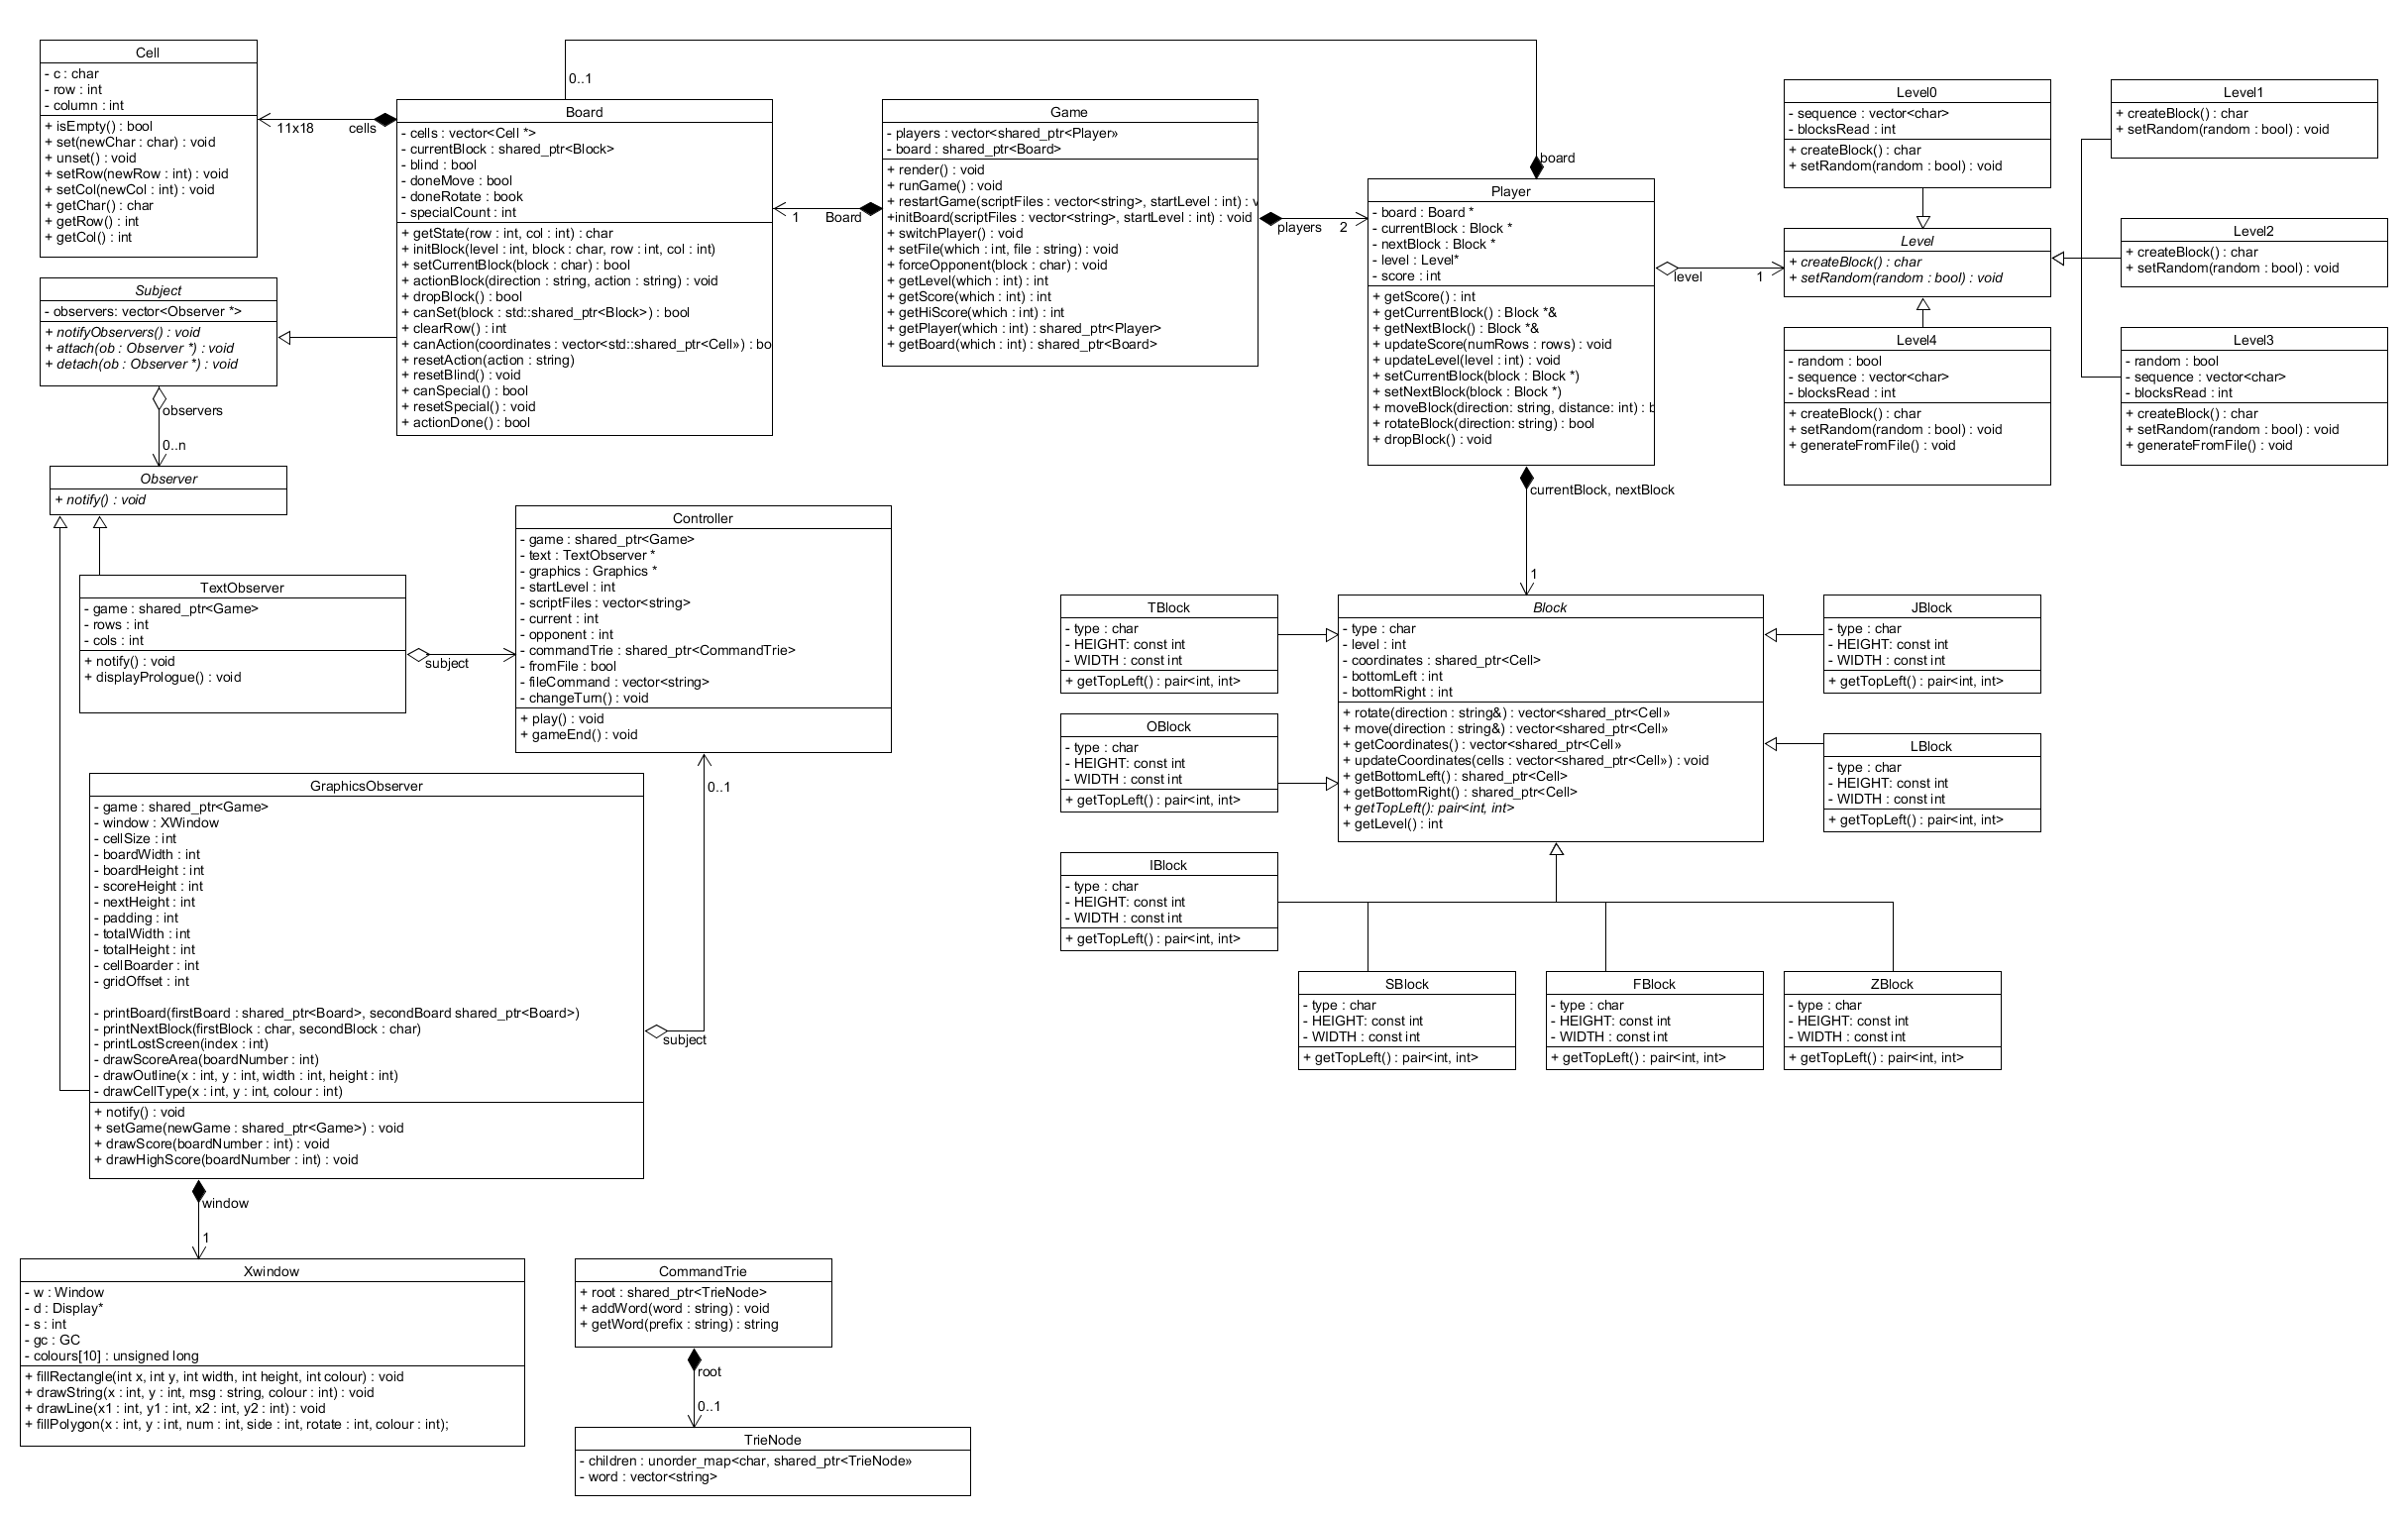 Cell
- c : char
- row : int
- column : int
+ isEmpty() : bool
+ set(newChar : char) : void
+ unset() : void
+ setRow(newRow : int) : void
+ setCol(newCol : int) : void
+ getChar() : char
+ getRow() : int
+ getCol() : int
11x18
cells
0..1
Board
- cells : vector<Cell *>
- currentBlock : shared_ptr<Block>
- blind : bool
- doneMove : bool
- doneRotate : book
- specialCount : int
+ getState(row : int, col : int) : char
+ initBlock(level : int, block : char, row : int, col : int)
+ setCurrentBlock(block : char) : bool
+ actionBlock(direction : string, action : string) : void
+ dropBlock() : bool
+ canSet(block : std::shared_ptr<Block>) : bool
+ clearRow() : int
+ canAction(coordinates : vector<std::shared_ptr<Cell») : bo
+ resetAction(action : string)
+ resetBlind() : void
+ canSpecial() : bool
+ resetSpecial() : void
+ actionDone() : bool
1
Board
Game
- players : vector<shared_ptr<Player»
- board : shared_ptr<Board>
+ render() : void
+ runGame() : void
+ restartGame(scriptFiles : vector<string>, startLevel : int) : v
+initBoard(scriptFiles : vector<string>, startLevel : int) : void
+ switchPlayer() : void
+ setFile(which : int, file : string) : void
+ forceOpponent(block : char) : void
+ getLevel(which : int) : int
+ getScore(which : int) : int
+ getHiScore(which : int) : int
+ getPlayer(which : int) : shared_ptr<Player>
+ getBoard(which : int) : shared_ptr<Board>
players
2
board
Player
- board : Board *
- currentBlock : Block *
- nextBlock : Block *
- level : Level*
- score : int
+ getScore() : int
+ getCurrentBlock() : Block *&
+ getNextBlock() : Block *&
+ updateScore(numRows : rows) : void
+ updateLevel(level : int) : void
+ setCurrentBlock(block : Block *)
+ setNextBlock(block : Block *)
+ moveBlock(direction: string, distance: int) : b
+ rotateBlock(direction: string) : bool
+ dropBlock() : void
level
1
Level0
- sequence : vector<char>
- blocksRead : int
+ createBlock() : char
+ setRandom(random : bool) : void
Level1
+ createBlock() : char
+ setRandom(random : bool) : void
Level
+ createBlock() : char
+ setRandom(random : bool) : void
Level2
+ createBlock() : char
+ setRandom(random : bool) : void
Level4
- random : bool
- sequence : vector<char>
- blocksRead : int
+ createBlock() : char
+ setRandom(random : bool) : void
+ generateFromFile() : void
Level3
- random : bool
- sequence : vector<char>
- blocksRead : int
+ createBlock() : char
+ setRandom(random : bool) : void
+ generateFromFile() : void
Subject
- observers: vector<Observer *>
+ notifyObservers() : void
+ attach(ob : Observer *) : void
+ detach(ob : Observer *) : void
observers
0..n
Observer
+ notify() : void
TextObserver
- game : shared_ptr<Game>
- rows : int
- cols : int
+ notify() : void
+ displayPrologue() : void
subject
Controller
- game : shared_ptr<Game>
- text : TextObserver *
- graphics : Graphics *
- startLevel : int
- scriptFiles : vector<string>
- current : int
- opponent : int
- commandTrie : shared_ptr<CommandTrie>
- fromFile : bool
- fileCommand : vector<string>
- changeTurn() : void
+ play() : void
+ gameEnd() : void
0..1
GraphicsObserver
- game : shared_ptr<Game>
- window : XWindow
- cellSize : int
- boardWidth : int
- boardHeight : int
- scoreHeight : int
- nextHeight : int
- padding : int
- totalWidth : int
- totalHeight : int
- cellBoarder : int
- gridOffset : int
- printBoard(firstBoard : shared_ptr<Board>, secondBoard shared_ptr<Board>)
- printNextBlock(firstBlock : char, secondBlock : char)
- printLostScreen(index : int)
- drawScoreArea(boardNumber : int)
- drawOutline(x : int, y : int, width : int, height : int)
- drawCellType(x : int, y : int, colour : int)
+ notify() : void
+ setGame(newGame : shared_ptr<Game>) : void
+ drawScore(boardNumber : int) : void
+ drawHighScore(boardNumber : int) : void
subject
window
1
Xwindow
- w : Window
- d : Display*
- s : int
- gc : GC
- colours[10] : unsigned long
+ fillRectangle(int x, int y, int width, int height, int colour) : void
+ drawString(x : int, y : int, msg : string, colour : int) : void
+ drawLine(x1 : int, y1 : int, x2 : int, y2 : int) : void
+ fillPolygon(x : int, y : int, num : int, side : int, rotate : int, colour : int);
CommandTrie
+ root : shared_ptr<TrieNode>
+ addWord(word : string) : void
+ getWord(prefix : string) : string
root
0..1
TrieNode
- children : unorder_map<char, shared_ptr<TrieNode»
- word : vector<string>
currentBlock, nextBlock
1
TBlock
- type : char
- HEIGHT: const int
- WIDTH : const int
+ getTopLeft() : pair<int, int>
Block
- type : char
- level : int
- coordinates : shared_ptr<Cell>
- bottomLeft : int
- bottomRight : int
+ rotate(direction : string&) : vector<shared_ptr<Cell»
+ move(direction : string&) : vector<shared_ptr<Cell»
+ getCoordinates() : vector<shared_ptr<Cell»
+ updateCoordinates(cells : vector<shared_ptr<Cell») : void
+ getBottomLeft() : shared_ptr<Cell>
+ getBottomRight() : shared_ptr<Cell>
+ getTopLeft(): pair<int, int>
+ getLevel() : int
JBlock
- type : char
- HEIGHT: const int
- WIDTH : const int
+ getTopLeft() : pair<int, int>
OBlock
- type : char
- HEIGHT: const int
- WIDTH : const int
+ getTopLeft() : pair<int, int>
LBlock
- type : char
- HEIGHT: const int
- WIDTH : const int
+ getTopLeft() : pair<int, int>
IBlock
- type : char
- HEIGHT: const int
- WIDTH : const int
+ getTopLeft() : pair<int, int>
SBlock
- type : char
- HEIGHT: const int
- WIDTH : const int
+ getTopLeft() : pair<int, int>
FBlock
- type : char
- HEIGHT: const int
- WIDTH : const int
+ getTopLeft() : pair<int, int>
ZBlock
- type : char
- HEIGHT: const int
- WIDTH : const int
+ getTopLeft() : pair<int, int>